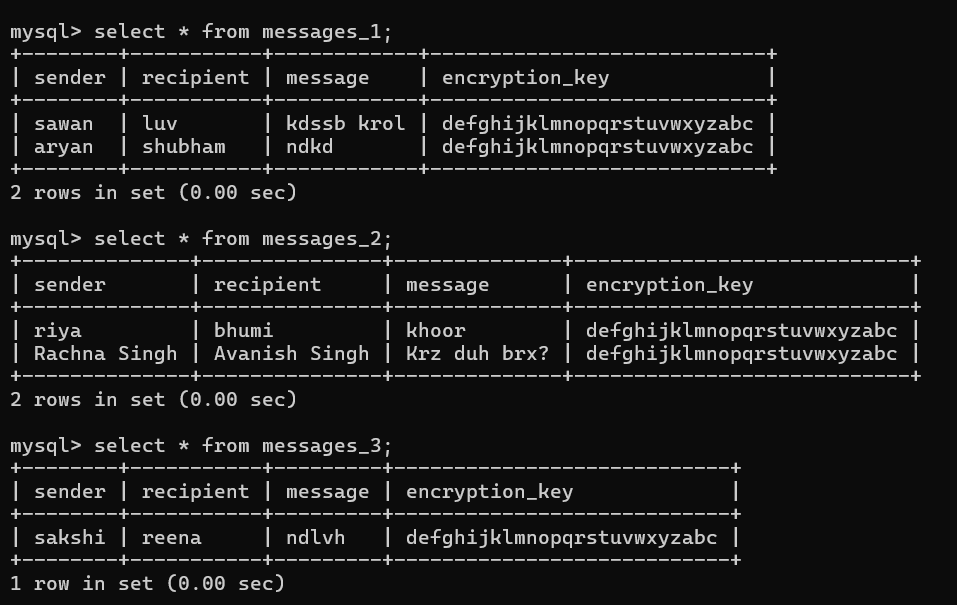 mysql> select * from messages_1;
+--------+-----------+------------+----------------------------+
| sender | recipient | message    | encryption_key             |
+--------+-----------+------------+----------------------------+
| sawan  | luv       | kdssb krol | defghijklmnopqrstuvwxyzabc |
| aryan  | shubham   | ndkd       | defghijklmnopqrstuvwxyzabc |
+--------+-----------+------------+----------------------------+
2 rows in set (0.00 sec)
mysql> select * from messages_2;
+--------------+---------------+--------------+----------------------------+
| sender       | recipient     | message      | encryption_key             |
+--------------+---------------+--------------+----------------------------+
| riya         | bhumi         | khoor        | defghijklmnopqrstuvwxyzabc |
| Rachna Singh | Avanish Singh | Krz duh brx? | defghijklmnopqrstuvwxyzabc |
+--------------+---------------+--------------+----------------------------+
2 rows in set (0.00 sec)
mysql> select * from messages_3;
+--------+-----------+---------+----------------------------+
| sender | recipient | message | encryption_key             |
+--------+-----------+---------+----------------------------+
| sakshi | reena     | ndlvh   | defghijklmnopqrstuvwxyzabc |
+--------+-----------+---------+----------------------------+
1 row in set (0.00 sec)